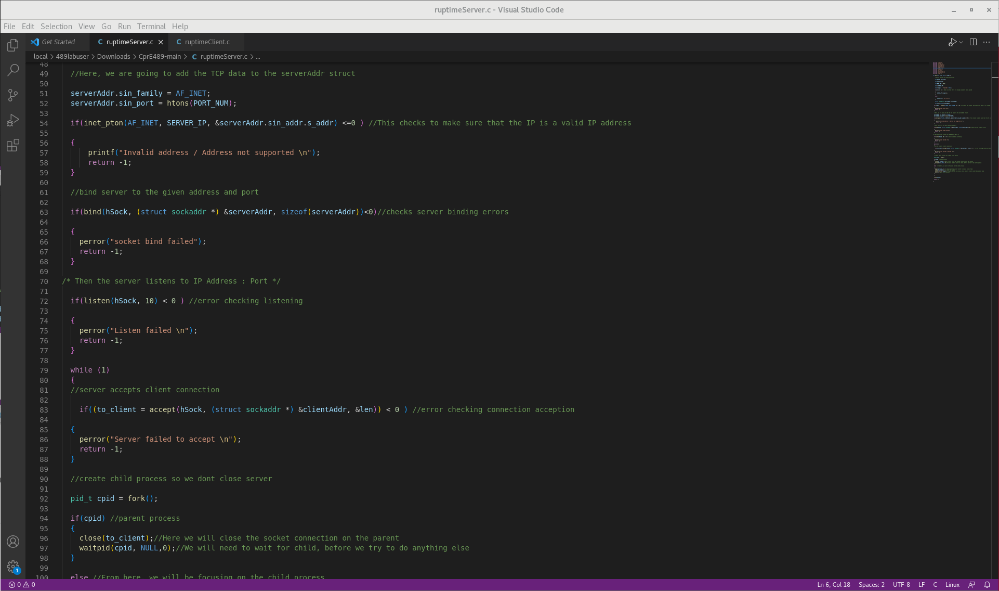 ruptimeServer.c - Visual Studio Code
File Edit Selection View Go Run Terminal Help
Get Started ruptimeServer.c ruptimeClient.c
local > 489labuser > Downloads > CprE489-main > C ruptimeServer.c > ...
48
49 //Here, we are going to add the TCP data to the serverAddr struct
50
51 serverAddr.sin_family = AF_INET;
52 serverAddr.sin_port = htons(PORT_NUM);
53
54 if(inet_pton(AF_INET, SERVER_IP, &serverAddr.sin_addr.s_addr) <=0 ) //This checks to make sure that the IP is a valid IP address
55
56 {
57 printf("Invalid address / Address not supported \n");
58 return -1;
59 }
60
61 //bind server to the given address and port
62
63 if(bind(hSock, (struct sockaddr *) &serverAddr, sizeof(serverAddr))<0)//checks server binding errors
64
65 {
66 perror("socket bind failed");
67 return -1;
68 }
69
70 /* Then the server listens to IP Address : Port */
71
72 if(listen(hSock, 10) < 0 ) //error checking listening
73
74 {
75 perror("Listen failed \n");
76 return -1;
77 }
78
79 while (1)
80 {
81 //server accepts client connection
82
83 if((to_client = accept(hSock, (struct sockaddr *) &clientAddr, &len)) < 0 ) //error checking connection acception
84
85 {
86 perror("Server failed to accept \n");
87 return -1;
88 }
89
90 //create child process so we dont close server
91
92 pid_t cpid = fork();
93
94 if(cpid) //parent process
95 {
96 close(to_client);//Here we will close the socket connection on the parent
97 waitpid(cpid, NULL,0);//We will need to wait for child, before we try to do anything else
98 }
99
100 else //From here, we will be focusing on the child process
1
0 0 Ln 6, Col 18 Spaces: 2 UTF-8 LF C Linux